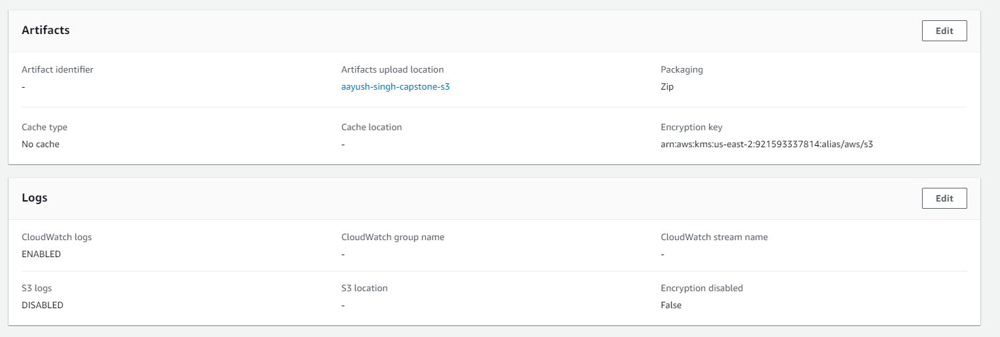 Artifacts
Edit
Artifact identifier
Artifacts upload location
Packaging
-
aayush-singh-capstone-s3
Zip
Cache type
Cache location
Encryption key
No cache
-
arn:aws:kms:us-east-2:921593337814:alias/aws/s3
Logs
Edit
CloudWatch logs
CloudWatch group name
CloudWatch stream name
ENABLED
-
-
S3 logs
S3 location
Encryption disabled
DISABLED
-
False